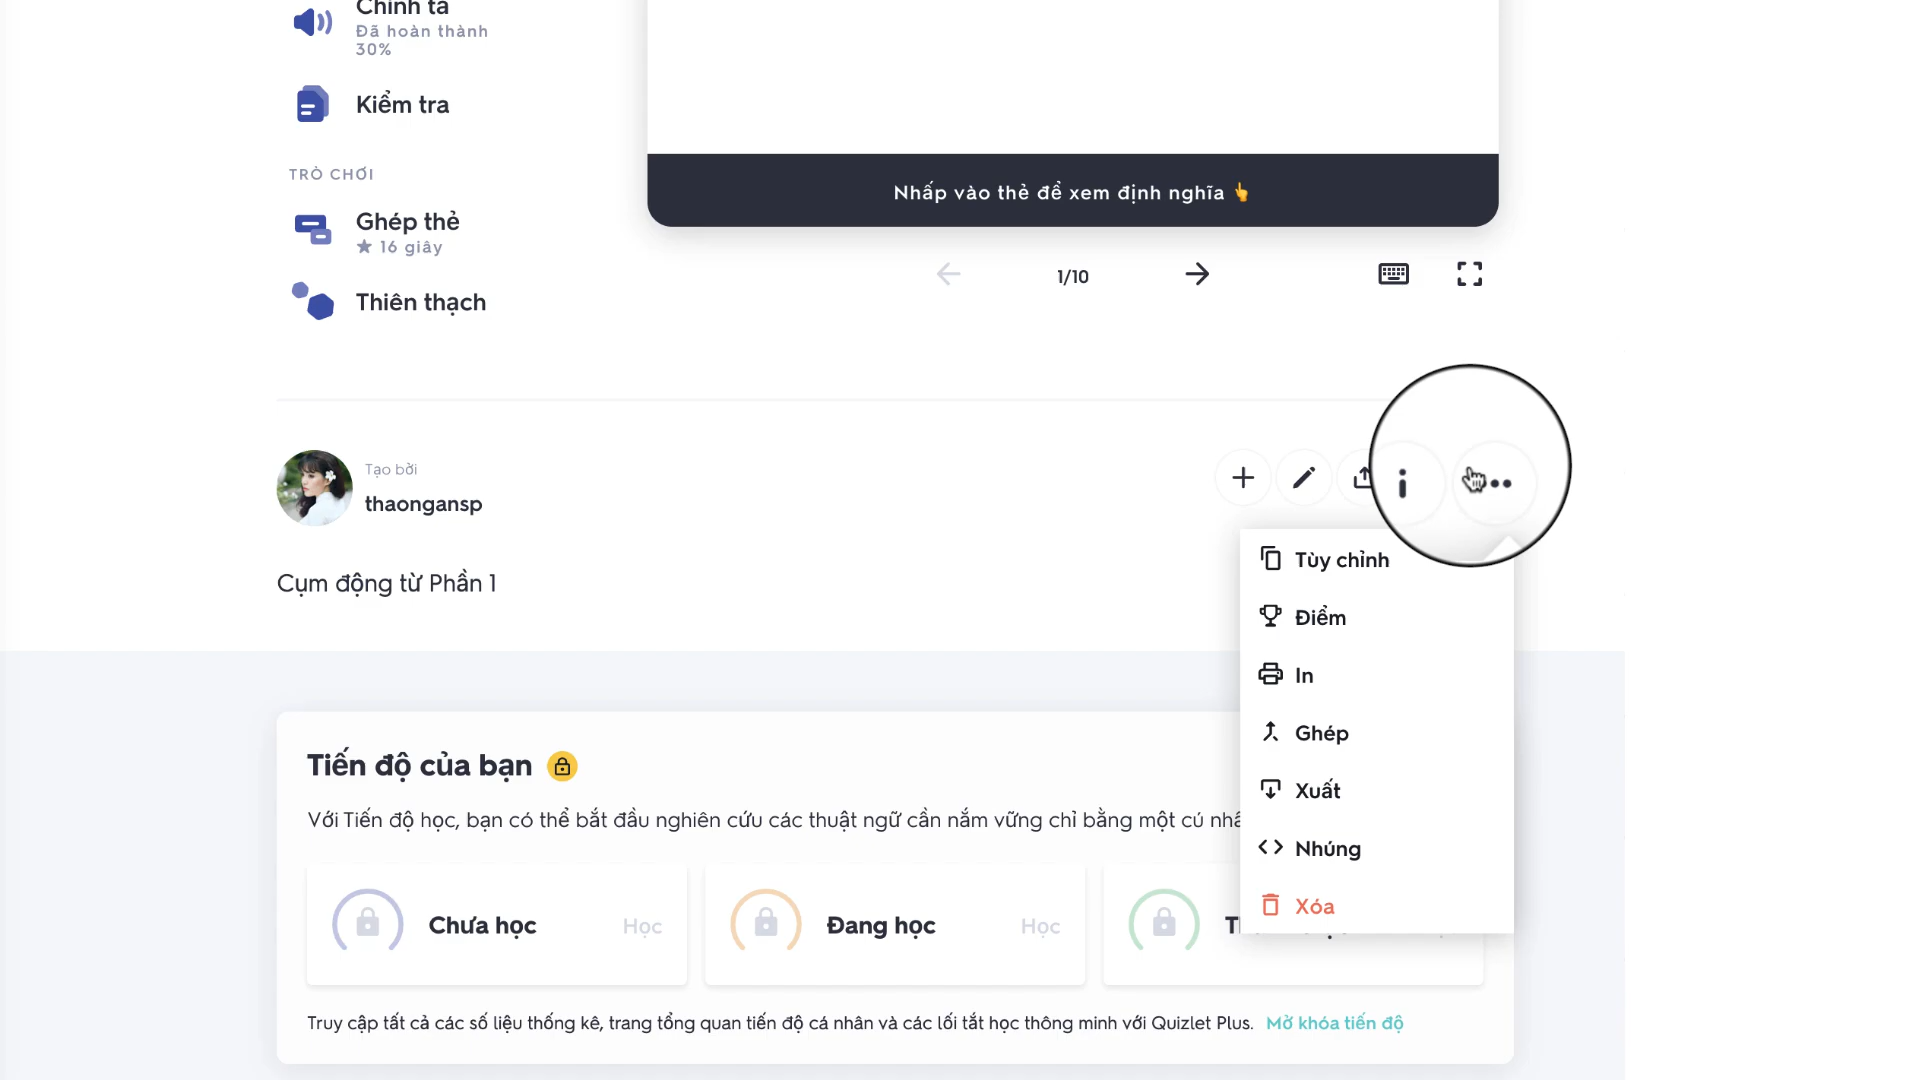 Chính tả
Đã hoàn thành
30%
Kiểm tra
TRÒ CHƠI
Ghép thẻ
16 giây
Thiên thạch
Nhấp vào thẻ để xem định nghĩa
1/10
Tạo bởi
thaongansp
Cụm động từ Phần 1
Tùy chỉnh
Điểm
In
Ghép
Xuất
Nhúng
Xóa
Tiến độ của bạn
Với Tiến độ học, bạn có thể bắt đầu nghiên cứu các thuật ngữ cần nắm vững chỉ bằng một cú
Chưa học
Học
Đang học
Học
Truy cập tất cả các số liệu thống kê, trang tổng quan tiến độ cá nhân và các lối tắt học thông minh với Quizlet Plus. Mở khóa tiến độ